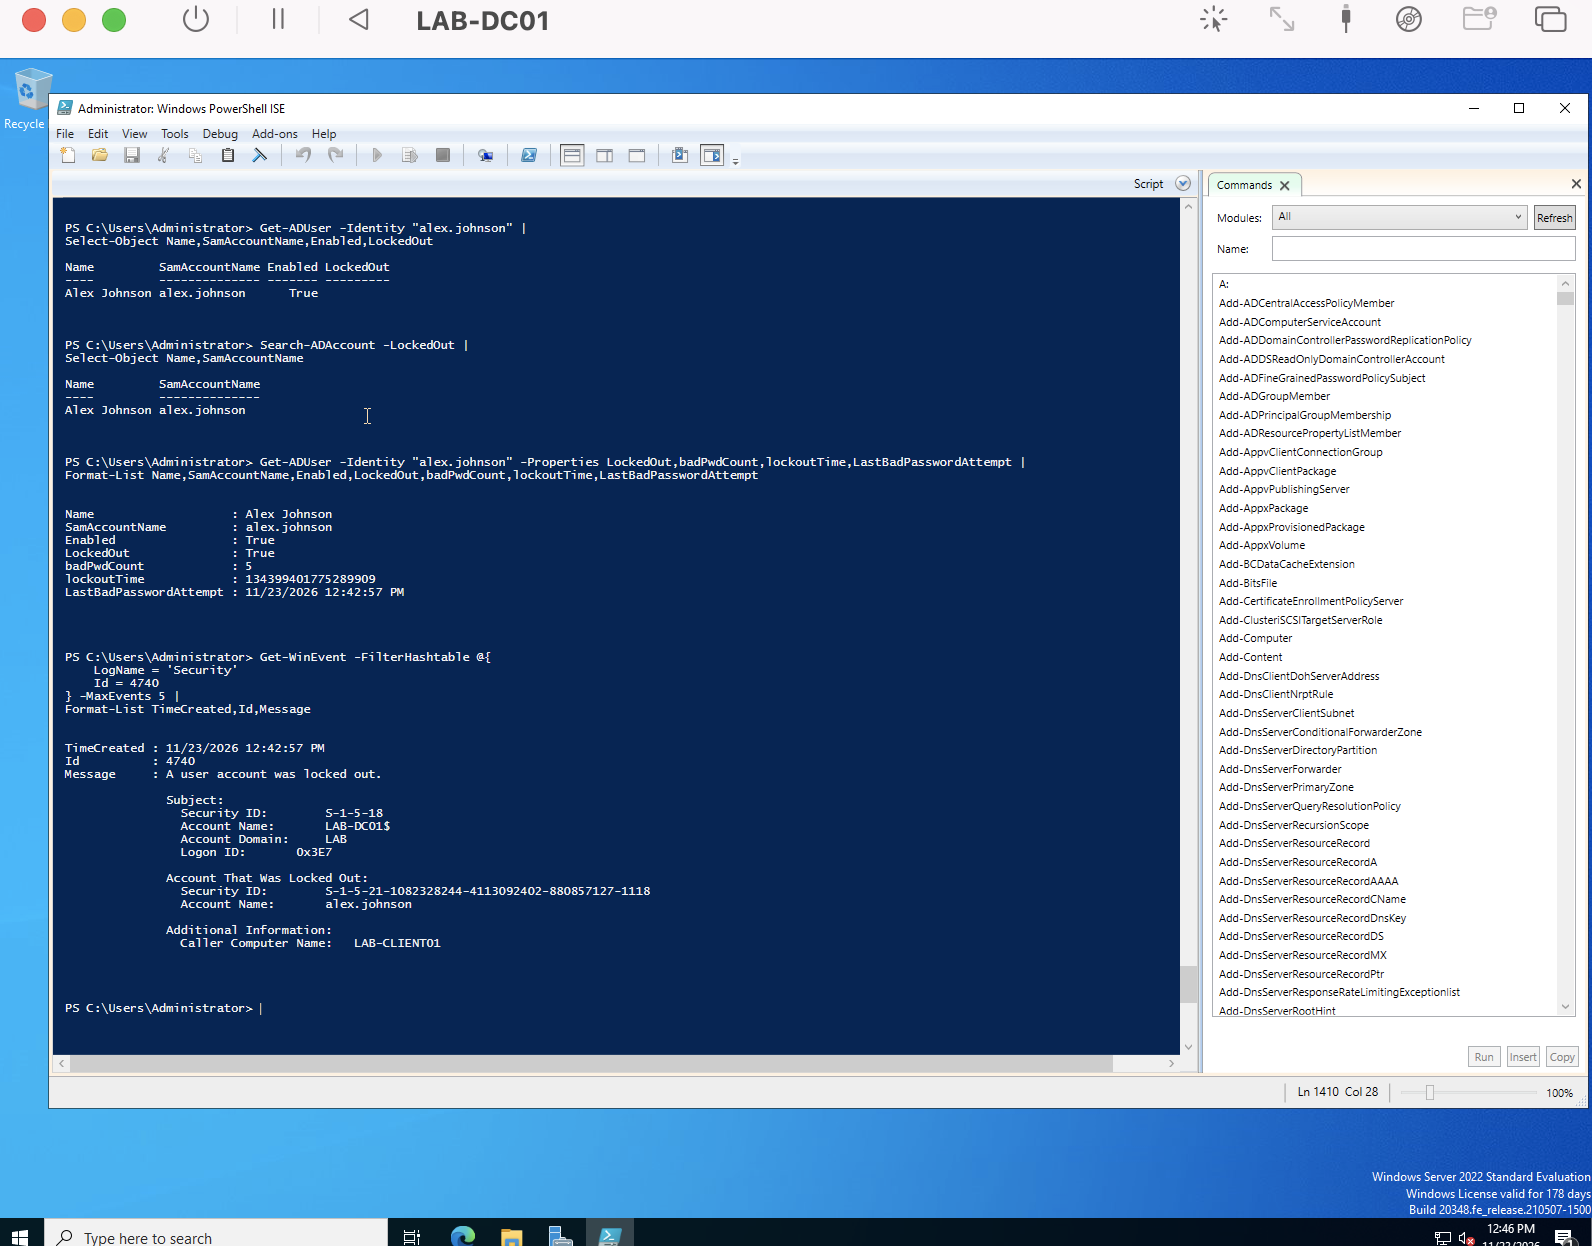 LAB-DC01
Recycle
Administrator: Windows PowerShell ISE
File Edit View Tools Debug Add-ons Help
Script
PS C:\Users\Administrator> Get-ADUser -Identity "alex.johnson" |
Select-Object Name,SamAccountName,Enabled,LockedOut
Name SamAccountName Enabled LockedOut
---- -------------- ------- ---------
Alex Johnson alex.johnson True
PS C:\Users\Administrator> Search-ADAccount -LockedOut |
Select-Object Name,SamAccountName
Name SamAccountName
---- --------------
Alex Johnson alex.johnson
PS C:\Users\Administrator> Get-ADUser -Identity "alex.johnson" -Properties LockedOut,badPwdCount,lockoutTime,LastBadPasswordAttempt |
Format-List Name,SamAccountName,Enabled,LockedOut,badPwdCount,lockoutTime,LastBadPasswordAttempt
Name : Alex Johnson
SamAccountName : alex.johnson
Enabled : True
LockedOut : True
badPwdCount : 5
lockoutTime : 134399401775289909
LastBadPasswordAttempt : 11/23/2026 12:42:57 PM
PS C:\Users\Administrator> Get-WinEvent -FilterHashtable @{
LogName = 'Security'
Id = 4740
} -MaxEvents 5 |
Format-List TimeCreated,Id,Message
TimeCreated : 11/23/2026 12:42:57 PM
Id : 4740
Message : A user account was locked out.
Subject:
Security ID: S-1-5-18
Account Name: LAB-DC01$
Account Domain: LAB
Logon ID: 0x3E7
Account That Was Locked Out:
Security ID: S-1-5-21-1082328244-4113092402-880857127-1118
Account Name: alex.johnson
Additional Information:
Caller Computer Name: LAB-CLIENT01
PS C:\Users\Administrator>
Commands
Modules: All Refresh
Name:
A:
Add-ADCentralAccessPolicyMember
Add-ADComputerServiceAccount
Add-ADDomainControllerPasswordReplicationPolicy
Add-ADDSReadOnlyDomainControllerAccount
Add-ADFineGrainedPasswordPolicySubject
Add-ADGroupMember
Add-ADPrincipalGroupMembership
Add-ADResourcePropertyListMember
Add-AppvClientConnectionGroup
Add-AppvClientPackage
Add-AppvPublishingServer
Add-AppxPackage
Add-AppxProvisionedPackage
Add-AppxVolume
Add-BCDataCacheExtension
Add-BitsFile
Add-CertificateEnrollmentPolicyServer
Add-ClusteriSCSITargetServerRole
Add-Computer
Add-Content
Add-DnsClientDohServerAddress
Add-DnsClientNrptRule
Add-DnsServerClientSubnet
Add-DnsServerConditionalForwarderZone
Add-DnsServerDirectoryPartition
Add-DnsServerForwarder
Add-DnsServerPrimaryZone
Add-DnsServerQueryResolutionPolicy
Add-DnsServerRecursionScope
Add-DnsServerResourceRecord
Add-DnsServerResourceRecordA
Add-DnsServerResourceRecordAAAA
Add-DnsServerResourceRecordCName
Add-DnsServerResourceRecordDnsKey
Add-DnsServerResourceRecordDS
Add-DnsServerResourceRecordMX
Add-DnsServerResourceRecordPtr
Add-DnsServerResponseRateLimitingExceptionlist
Add-DnsServerRootHint
Run Insert Copy
Ln 1410 Col 28 100%
Windows Server 2022 Standard Evaluation
Windows License valid for 178 days
Build 20348.fe_release.210507-1500
Type here to search
12:46 PM
11/23/2026